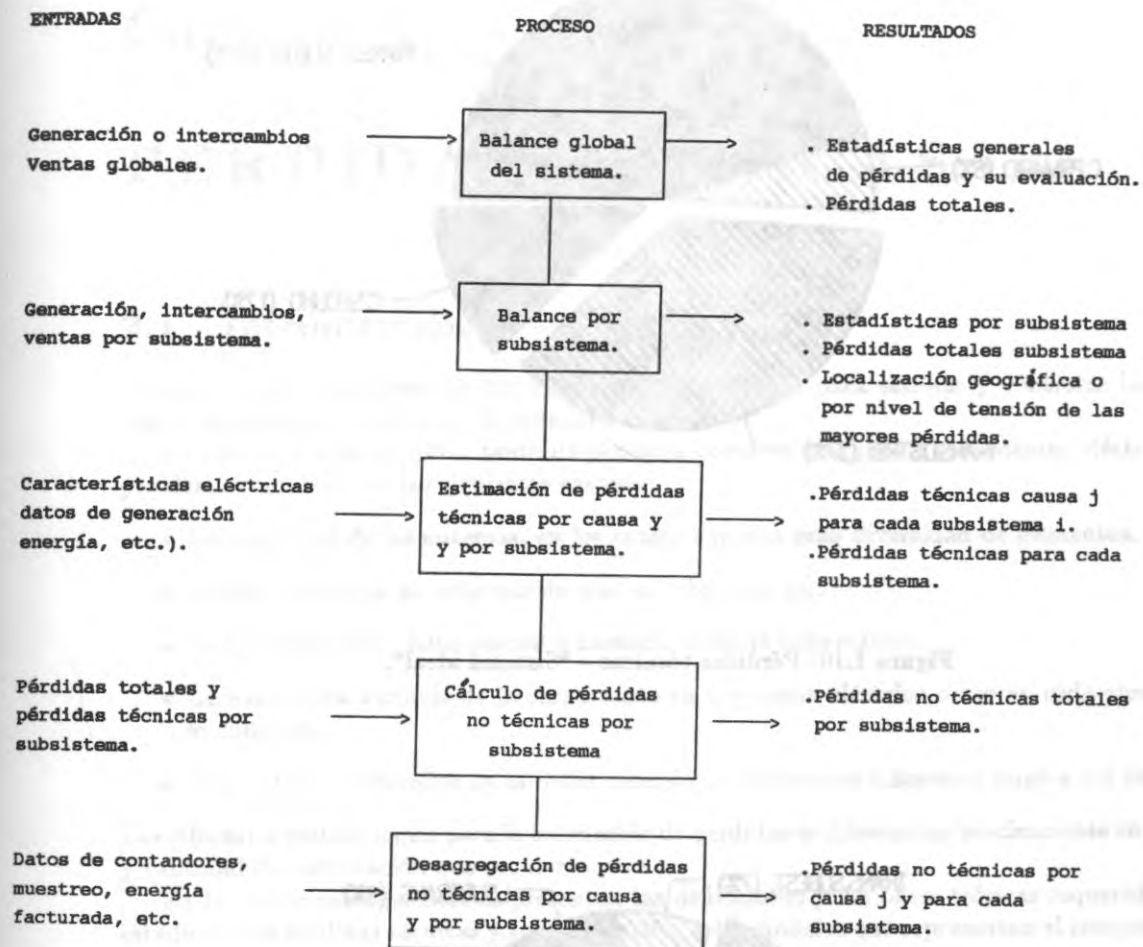 ENTRADAS
PROCESO
RESULTADOS
Generación o intercambios
Ventas globales.
Balance global
del sistema.
. Estadísticas generales
de pérdidas y su evaluación.
. Pérdidas totales.
Generación, intercambios,
ventas por subsistema.
Balance por
subsistema.
. Estadísticas por subsistema
. Pérdidas totales subsistema
. Localización geográfica o
por nivel de tensión de las
mayores pérdidas.
Características eléctricas
datos de generación
energía, etc.).
Estimación de pérdidas
técnicas por causa y
y por subsistema.
.Pérdidas técnicas causa j
para cada subsistema i.
.Pérdidas técnicas para cada
subsistema.
Pérdidas totales y
pérdidas técnicas por
subsistema.
Cálculo de pérdidas
no técnicas por
subsistema
.Pérdidas no técnicas totales
por subsistema.
Datos de contandores,
muestreo, energía
facturada, etc.
Desagregación de pérdidas
no técnicas por causa
y por subsistema.
.Pérdidas no técnicas por
causa j y para cada
subsistema.